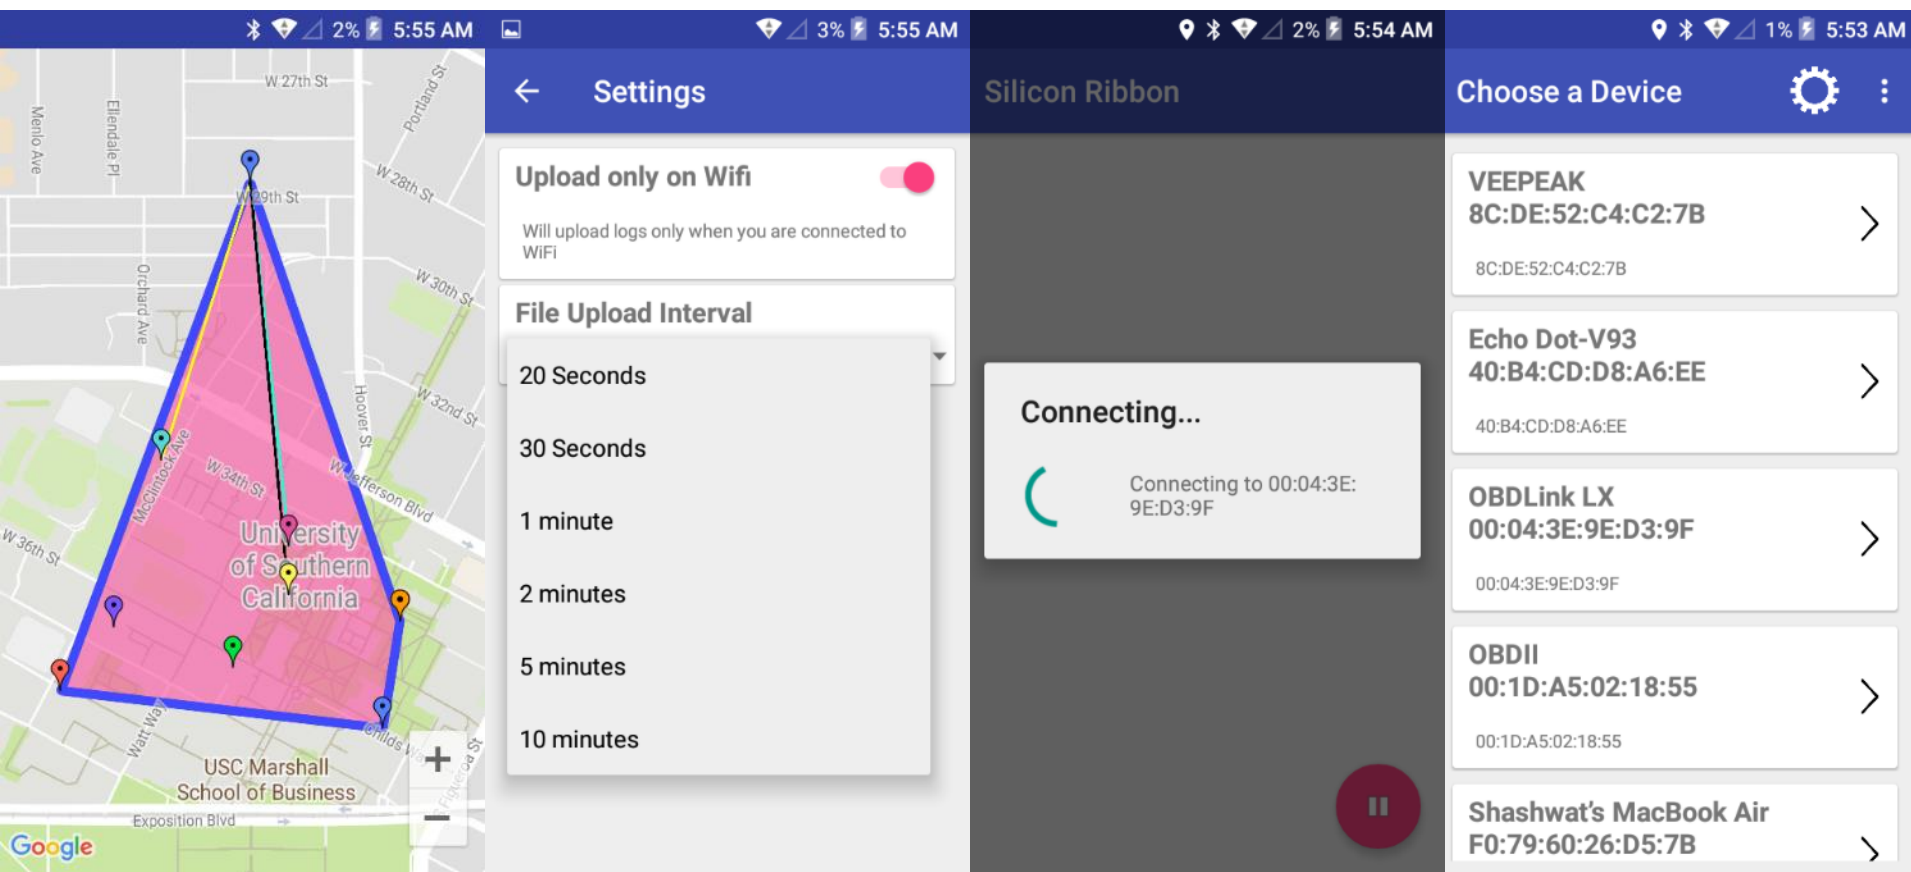 2% 5:55 AM
W 27th St
Portland St
Menlo Ave
Ellendale Pl
W 28th St
W 29th St
W 30th St
Orchard Ave
Hoover St
W 32nd St
McClintock Ave
W 34th St
W Jefferson Blvd
W 36th St
University
of Southern
California
Watt Way
Childs Way
S Figueroa St
USC Marshall
School of Business
Exposition Blvd
+
−
Google
3% 5:55 AM
Settings
Upload only on Wifi
Will upload logs only when you are connected to
WiFi
File Upload Interval
20 Seconds
30 Seconds
1 minute
2 minutes
5 minutes
10 minutes
2% 5:54 AM
Silicon Ribbon
Connecting...
Connecting to 00:04:3E:
9E:D3:9F
1% 5:53 AM
Choose a Device
VEEPEAK
8C:DE:52:C4:C2:7B
8C:DE:52:C4:C2:7B
Echo Dot-V93
40:B4:CD:D8:A6:EE
40:B4:CD:D8:A6:EE
OBDLink LX
00:04:3E:9E:D3:9F
00:04:3E:9E:D3:9F
OBDII
00:1D:A5:02:18:55
00:1D:A5:02:18:55
Shashwat's MacBook Air
F0:79:60:26:D5:7B